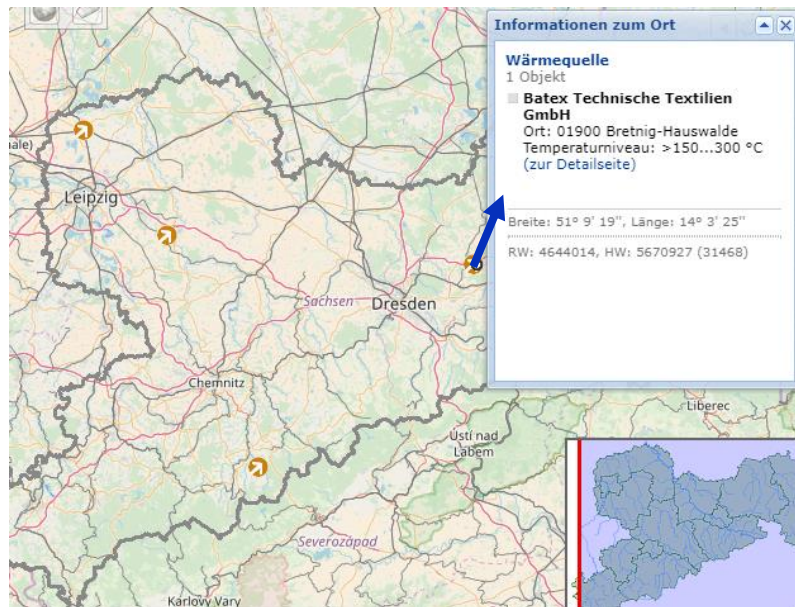 Informationen zum Ort
Wärmequelle
1 Objekt
Batex Technische Textilien
GmbH
Ort: 01900 Bretnig-Hauswalde
Temperaturniveau: >150...300 °C
(zur Detailseite)
Breite: 51° 9' 19", Länge: 14° 3' 25"
RW: 4644014, HW: 5670927 (31468)
ale)
Leipzig
Sachsen
Dresden
Chemnitz
Liberec
Ústí nad
Labem
Severozápad
Karlovy Vary